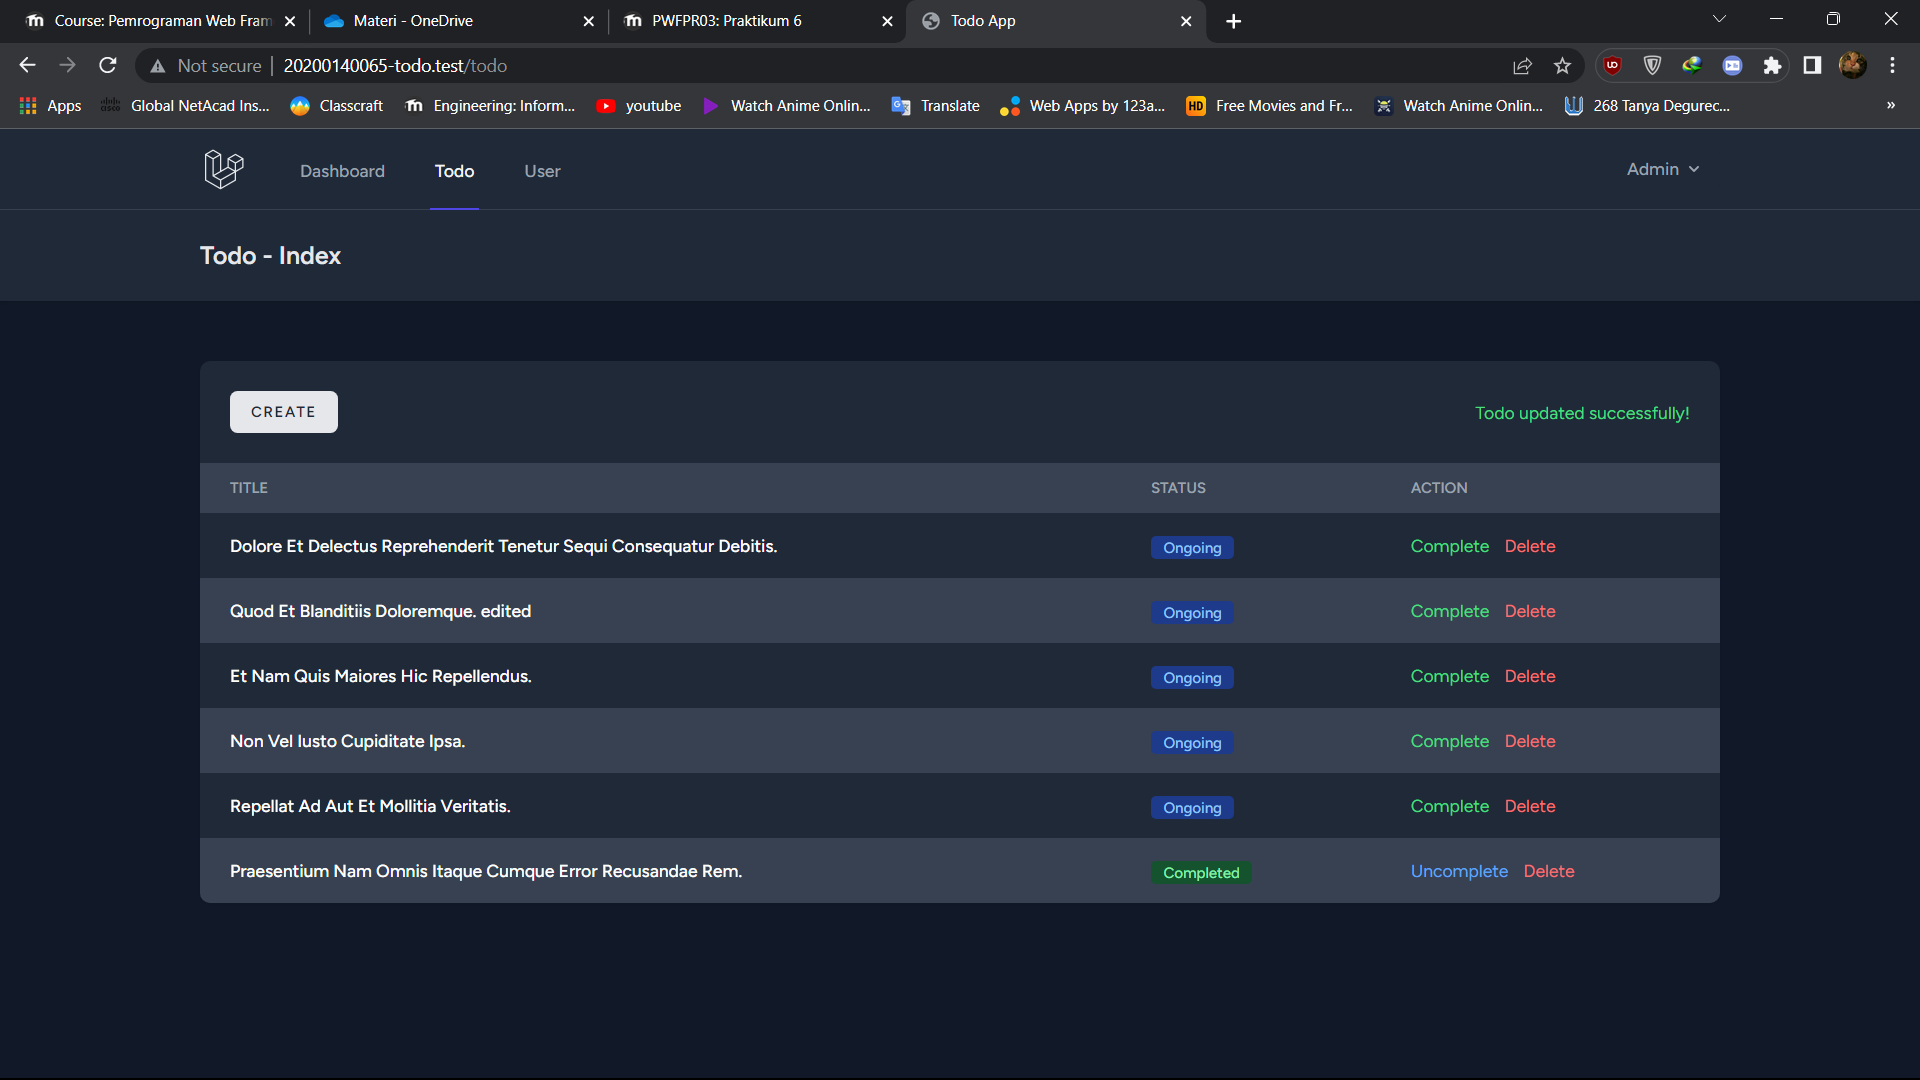 Course: Pemrograman Web Fram
Materi - OneDrive
PWFPR03: Praktikum 6
Todo App
Not secure 20200140065-todo.test/todo
Apps Global NetAcad Ins... Classcraft Engineering: Inform... youtube Watch Anime Onlin... Translate Web Apps by 123a... Free Movies and Fr... Watch Anime Onlin... 268 Tanya Degurec... »
Dashboard Todo User Admin
Todo - Index
CREATE Todo updated successfully!
TITLE STATUS ACTION
Dolore Et Delectus Reprehenderit Tenetur Sequi Consequatur Debitis. Ongoing Complete Delete
Quod Et Blanditiis Doloremque. edited Ongoing Complete Delete
Et Nam Quis Maiores Hic Repellendus. Ongoing Complete Delete
Non Vel Iusto Cupiditate Ipsa. Ongoing Complete Delete
Repellat Ad Aut Et Mollitia Veritatis. Ongoing Complete Delete
Praesentium Nam Omnis Itaque Cumque Error Recusandae Rem. Completed Uncomplete Delete